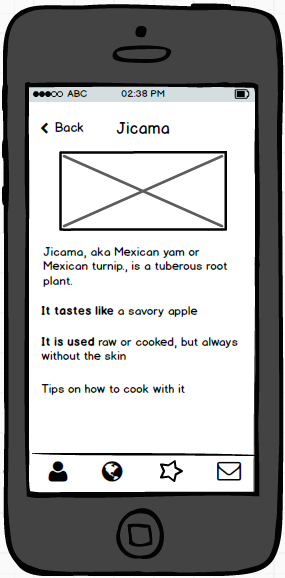 ABC 02:38 PM
Back Jicama
Jicama, aka Mexican yam or
Mexican turnip., is a tuberous root
plant.
It tastes like a savory apple
It is used raw or cooked, but always
without the skin
Tips on how to cook with it